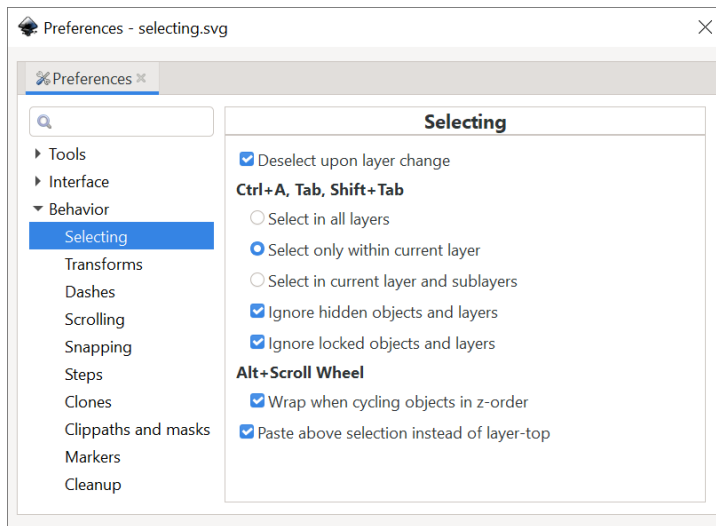 Preferences - selecting.svg
Preferences
Selecting
Deselect upon layer change
Tools
Interface
Ctrl+A, Tab, Shift+Tab
Behavior
Select in all layers
Selecting
Select only within current layer
Transforms
Select in current layer and sublayers
Dashes
Ignore hidden objects and layers
Scrolling
Ignore locked objects and layers
Snapping
Alt+Scroll Wheel
Steps
Wrap when cycling objects in z-order
Clones
Paste above selection instead of layer-top
Clippaths and masks
Markers
Cleanup